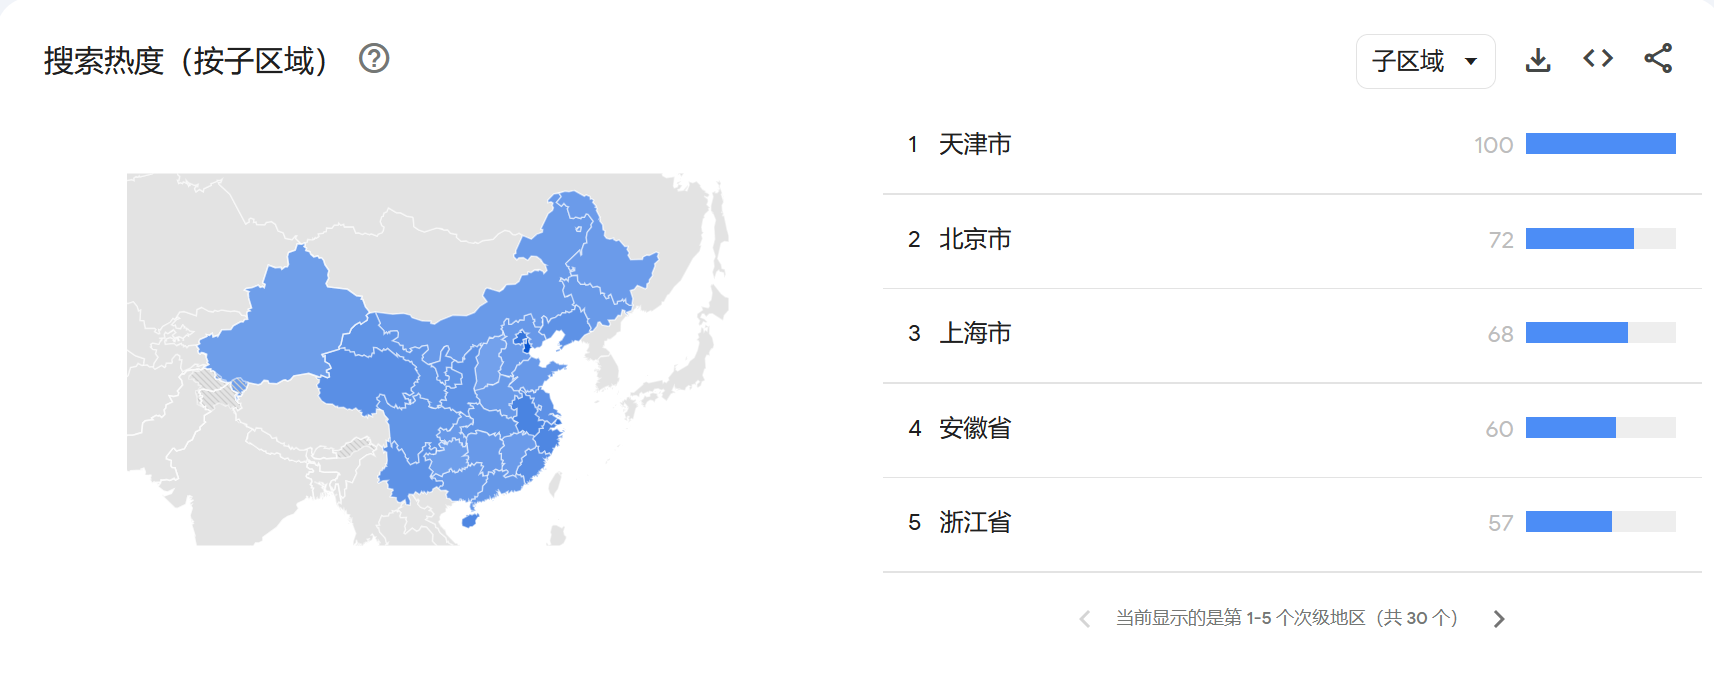 搜索热度（按子区域）
子区域
1 天津市 100
2 北京市 72
3 上海市 68
4 安徽省 60
5 浙江省 57
当前显示的是第 1-5 个次级地区（共 30 个）